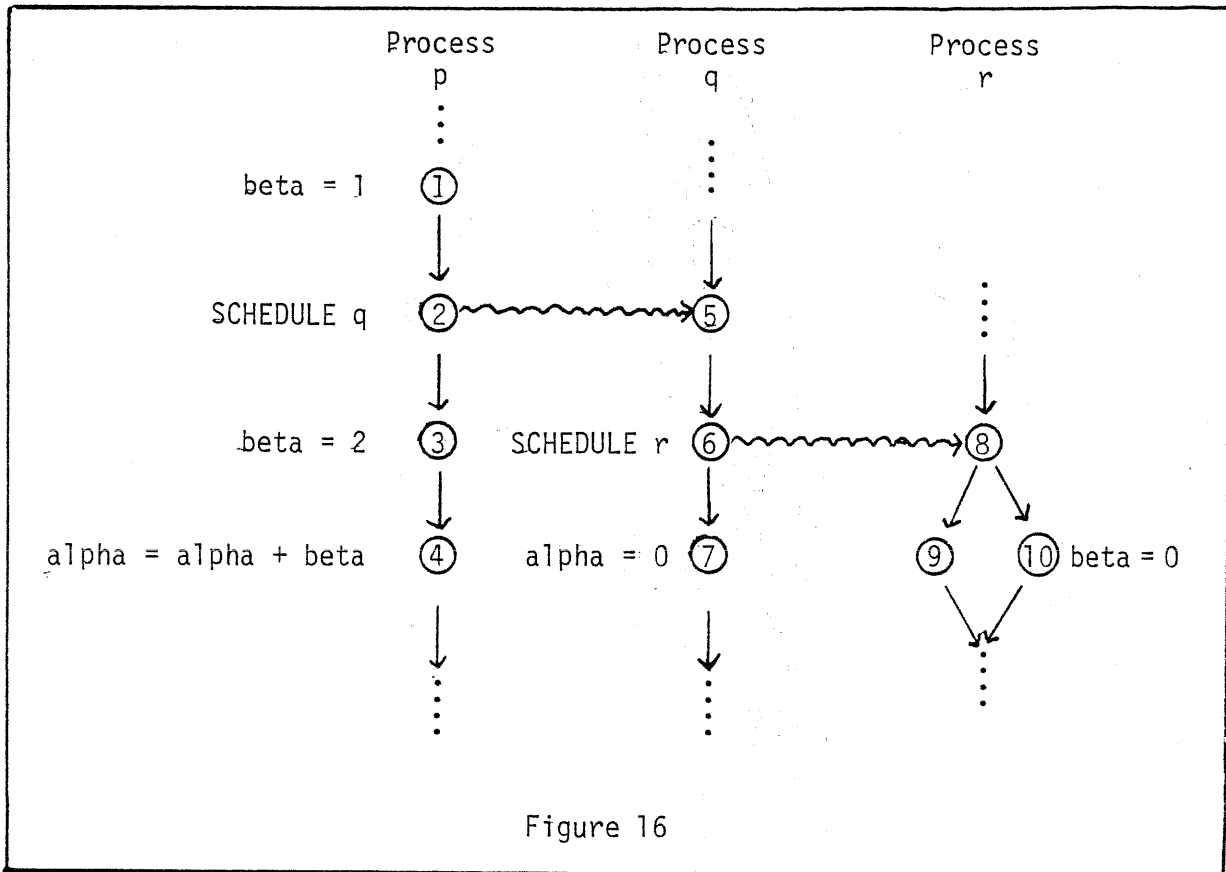 Process Process Process
p q r
beta = 1 1
SCHEDULE q 2 5
beta = 2 3 SCHEDULE r 6 8
alpha = alpha + beta 4 alpha = 0 7 9 10 beta = 0
Figure 16